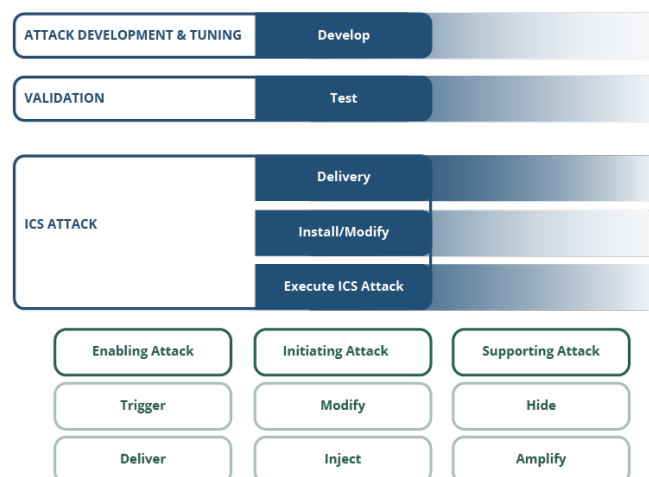 ATTACK DEVELOPMENT & TUNING Develop
VALIDATION Test
Delivery
ICS ATTACK Install/Modify
Execute ICS Attack
Enabling Attack Initiating Attack Supporting Attack
Trigger Modify Hide
Deliver Inject Amplify